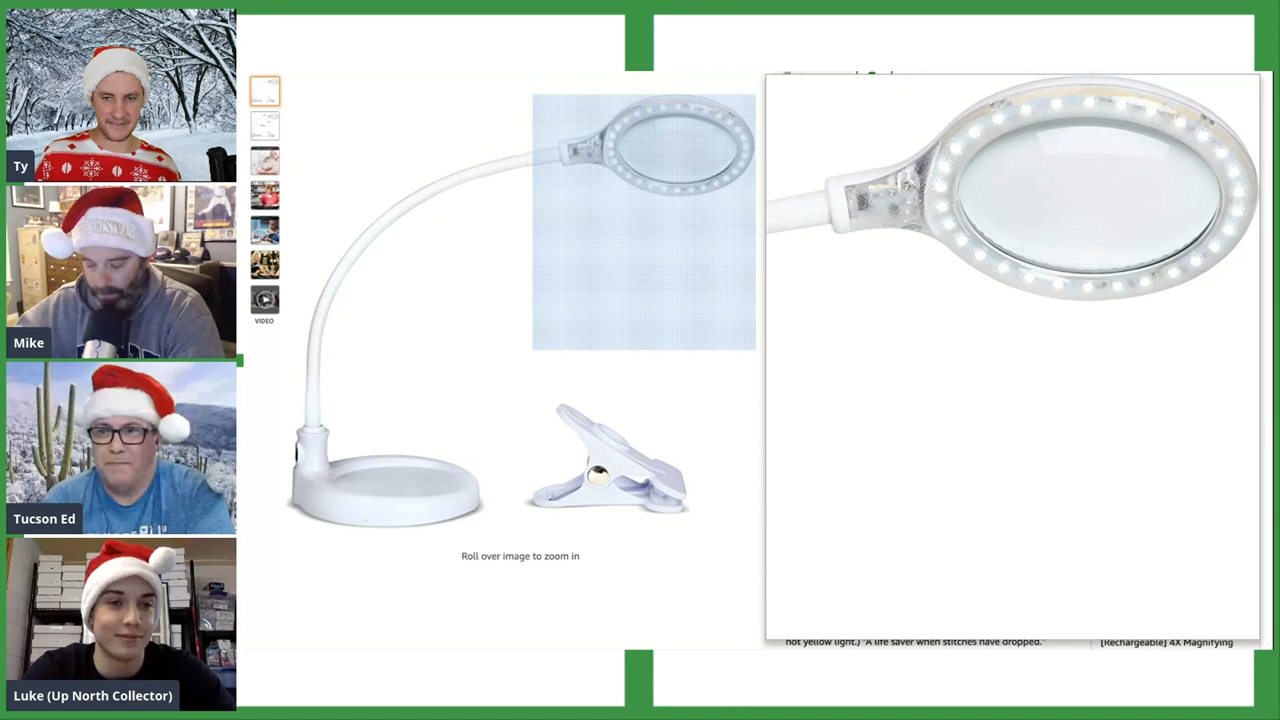 Ty
Mike
Tucson Ed
Luke (Up North Collector)
VIDEO
Roll over image to zoom in
not yellow light.) "A life saver when stitches have dropped."
[Rechargeable] 4X Magnifying